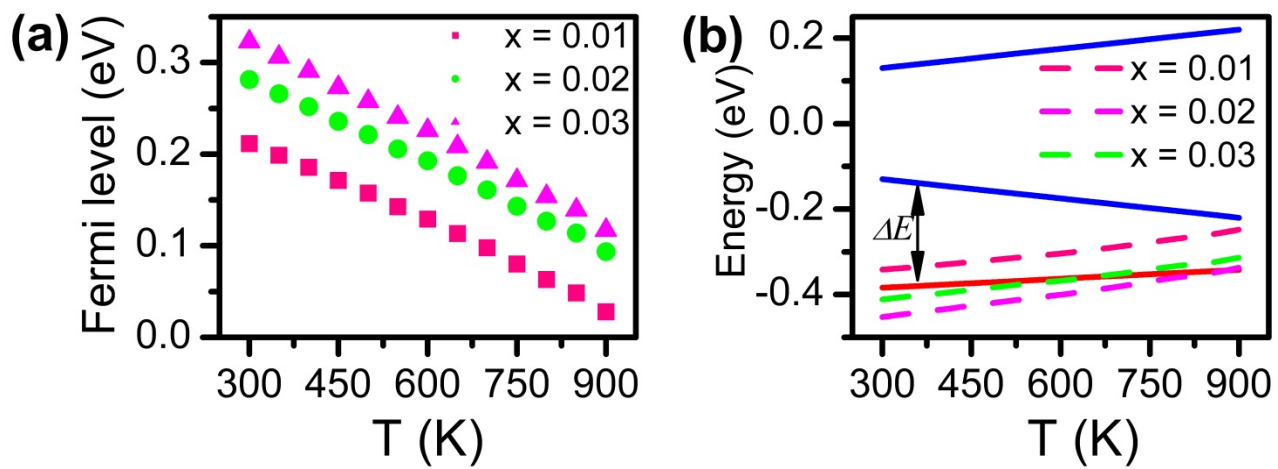 (a)
Fermi level (eV)
0.3
0.2
0.1
0.0
x = 0.01
x = 0.02
x = 0.03
300 450 600 750 900
T (K)
(b)
Energy (eV)
0.2
0.0
-0.2
-0.4
x = 0.01
x = 0.02
x = 0.03
ΔE
300 450 600 750 900
T (K)